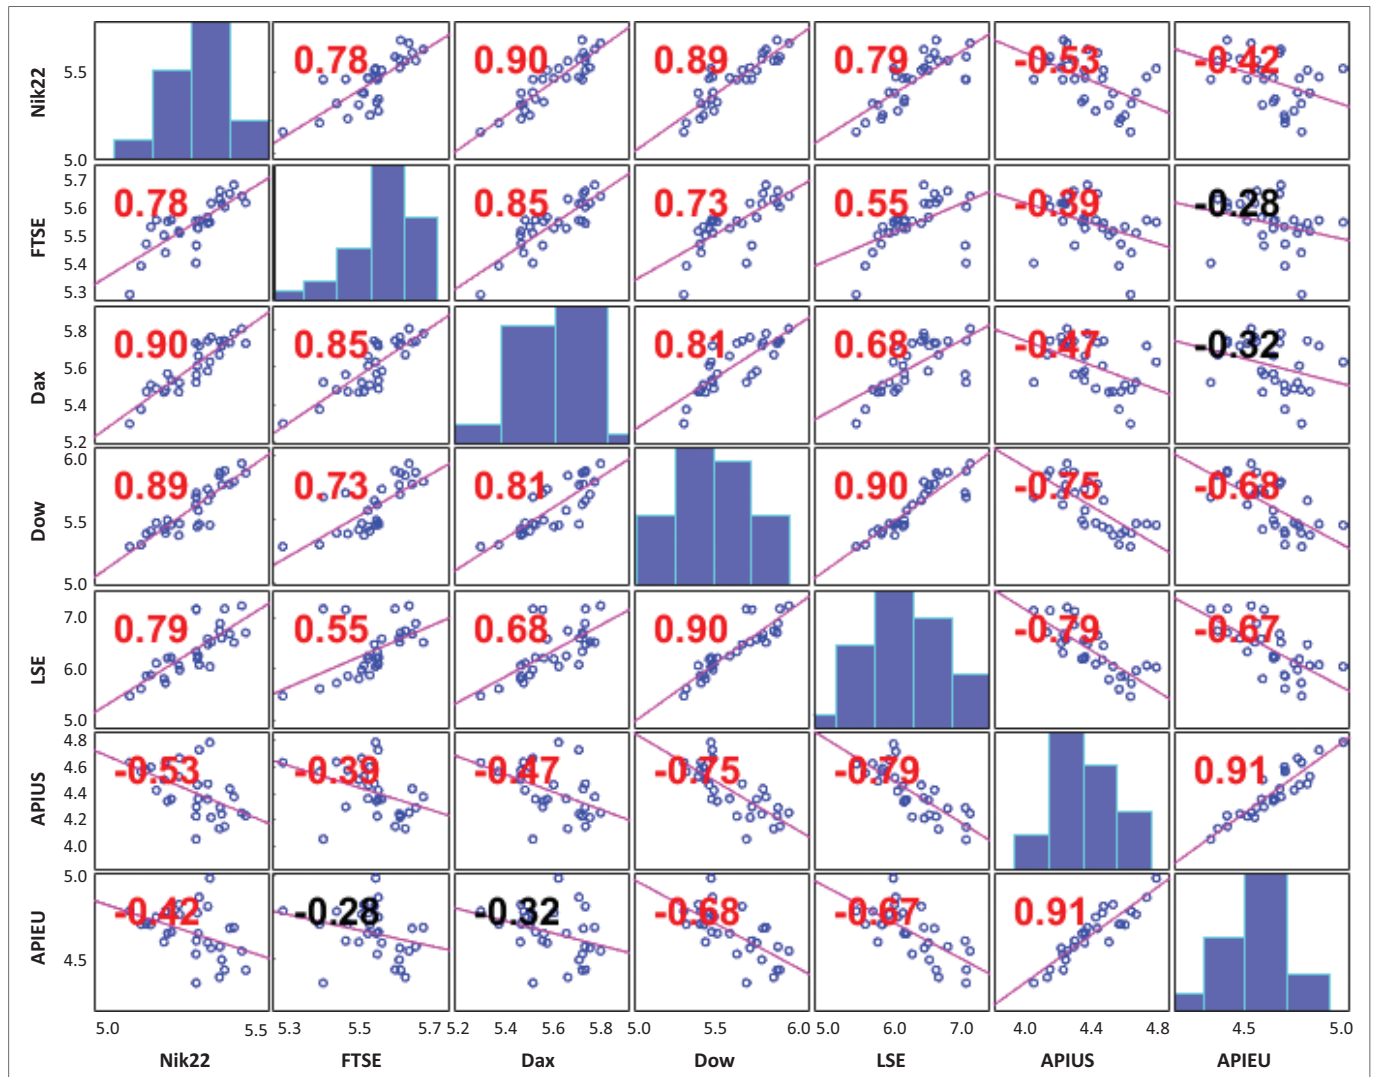 Nik22 5.5 5.0 0.78 0.90 0.89 0.79 -0.53 -0.42
FTSE 5.7 5.6 5.5 5.4 5.3 0.78 0.85 0.73 0.55 -0.39 -0.28
Dax 5.8 5.6 5.4 5.2 0.90 0.85 0.81 0.68 -0.47 -0.32
Dow 6.0 5.5 5.0 0.89 0.73 0.81 0.90 -0.75 -0.68
LSE 7.0 6.0 5.0 0.79 0.55 0.68 0.90 -0.79 -0.67
APIUS 4.8 4.6 4.4 4.2 4.0 -0.53 -0.39 -0.47 -0.75 -0.79 0.91
APIEU 5.0 4.5 -0.42 -0.28 -0.32 -0.68 -0.67 0.91
5.0 5.5 5.3 5.5 5.7 5.2 5.4 5.6 5.8 5.0 5.5 6.0 5.0 6.0 7.0 4.0 4.4 4.8 4.5 5.0
Nik22 FTSE Dax Dow LSE APIUS APIEU